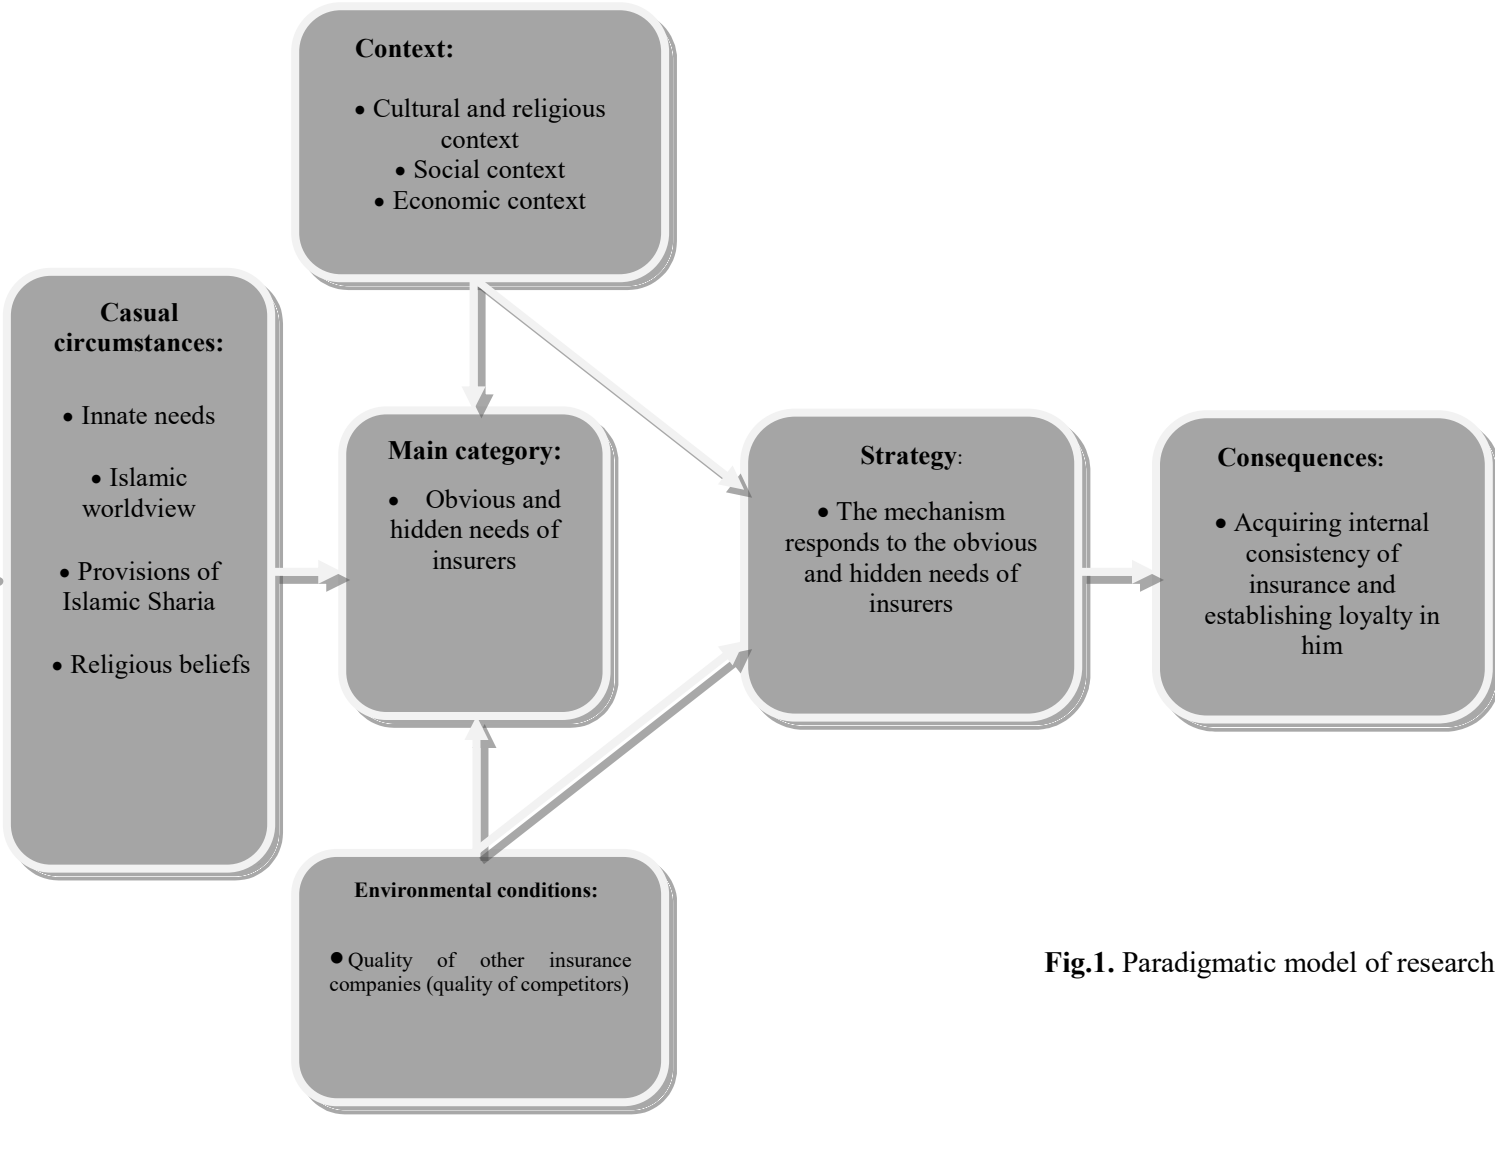 Context:
• Cultural and religious
context
• Social context
• Economic context
Casual
circumstances:
• Innate needs
• Islamic
worldview
• Provisions of
Islamic Sharia
• Religious beliefs
Main category:
• Obvious and
hidden needs of
insurers
Strategy:
• The mechanism
responds to the obvious
and hidden needs of
insurers
Consequences:
• Acquiring internal
consistency of
insurance and
establishing loyalty in
him
Environmental conditions:
• Quality of other insurance
companies (quality of competitors)
Fig.1. Paradigmatic model of research